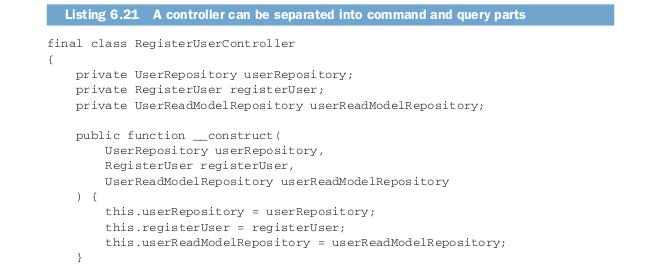 Listing 6.21 A controller can be separated into command and query parts
final class RegisterUserController
{
    private UserRepository userRepository;
    private RegisterUser registerUser;
    private UserReadModelRepository userReadModelRepository;
    public function __construct(
        UserRepository userRepository,
        RegisterUser registerUser,
        UserReadModelRepository userReadModelRepository
    ) {
        this.userRepository = userRepository;
        this.registerUser = registerUser;
        this.userReadModelRepository = userReadModelRepository;
    }